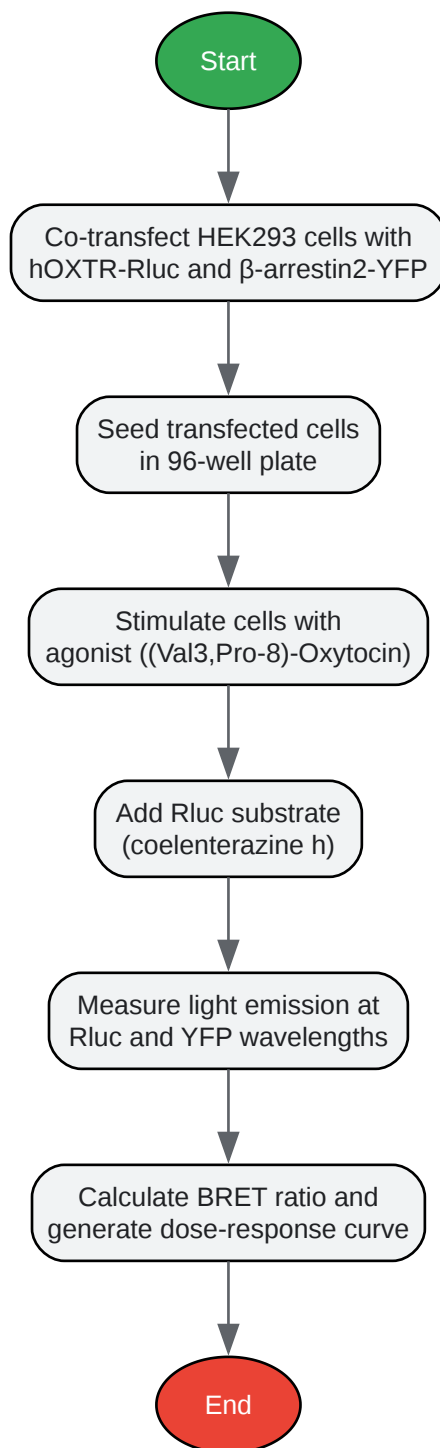 Start
Co-transfect HEK293 cells with
hOXTR-Rluc and β-arrestin2-YFP
Seed transfected cells
in 96-well plate
Stimulate cells with
agonist ((Val3,Pro-8)-Oxytocin)
Add Rluc substrate
(coelenterazine h)
Measure light emission at
Rluc and YFP wavelengths
Calculate BRET ratio and
generate dose-response curve
End